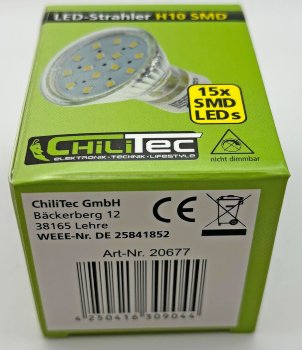 LED-Strahler H10 SMD
15x
SMD
LEDs
CHILITEC
ELEKTRONIK·TECHNIK·LIFESTYLE
nicht dimmbar
ChiliTec GmbH
Bäckerberg 12
38165 Lehre
WEEE-Nr. DE 25841852
CE
Art-Nr. 20677
4 250416 309044